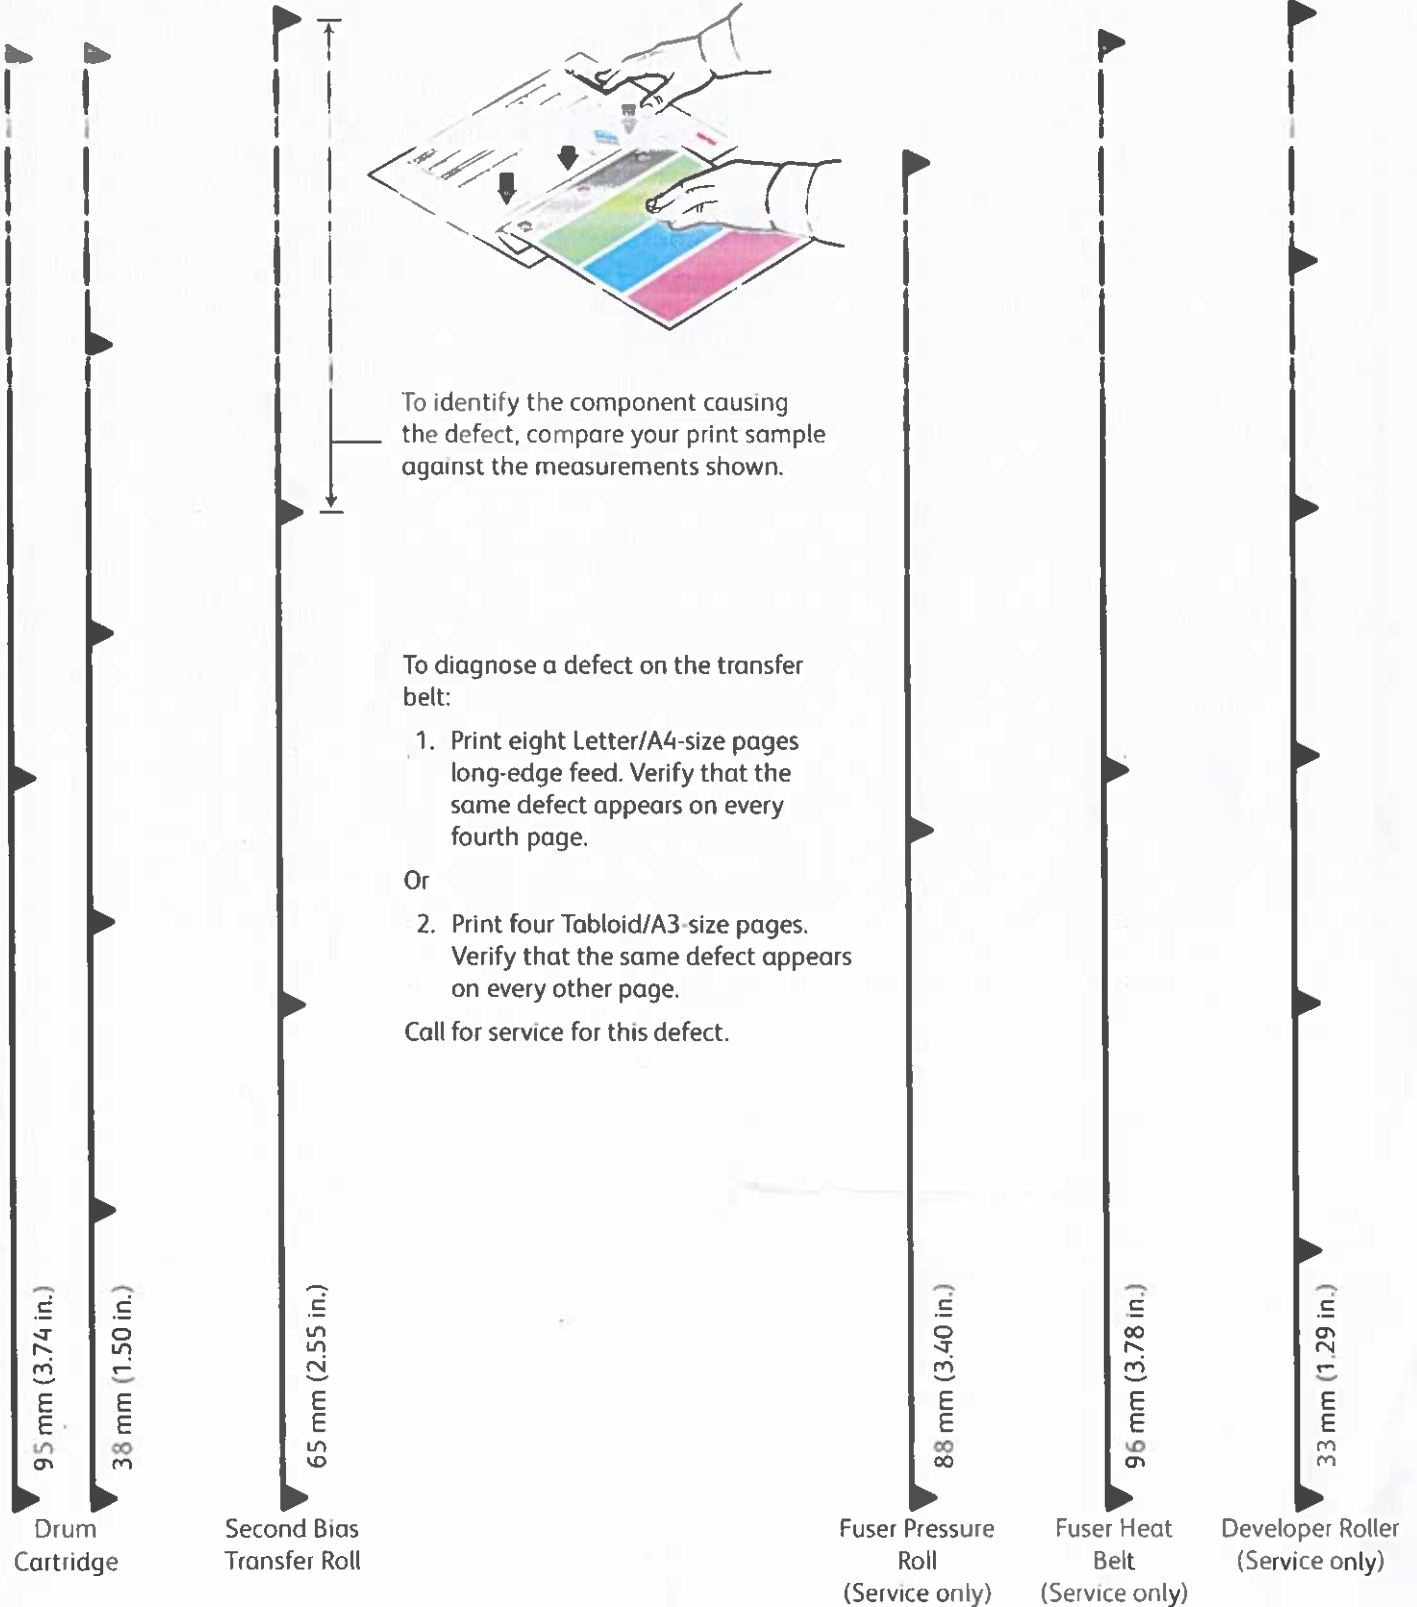 To identify the component causing
the defect, compare your print sample
against the measurements shown.
To diagnose a defect on the transfer
belt:
1. Print eight Letter/A4-size pages
long-edge feed. Verify that the
same defect appears on every
fourth page.
Or
2. Print four Tabloid/A3-size pages.
Verify that the same defect appears
on every other page.
Call for service for this defect.
95 mm (3.74 in.)
38 mm (1.50 in.)
65 mm (2.55 in.)
88 mm (3.40 in.)
96 mm (3.78 in.)
33 mm (1.29 in.)
Drum
Cartridge
Second Bias
Transfer Roll
Fuser Pressure
Roll
(Service only)
Fuser Heat
Belt
(Service only)
Developer Roller
(Service only)